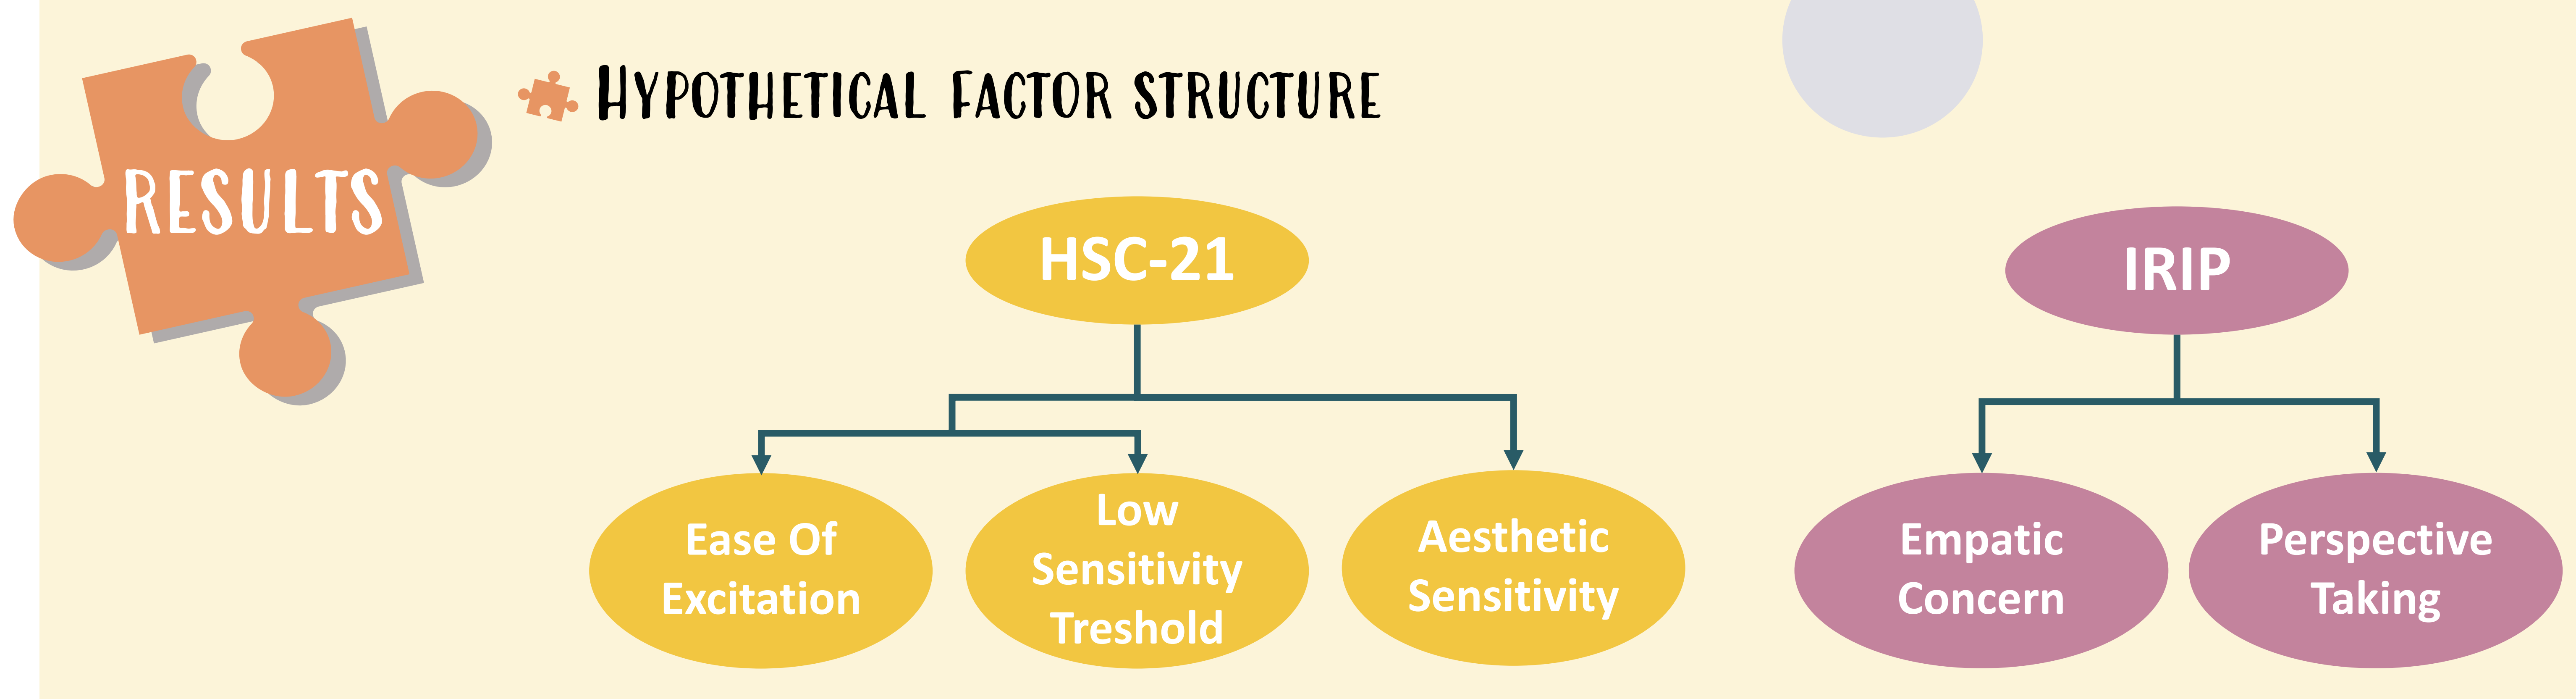 RESULTS
HYPOTHETICAL FACTOR STRUCTURE
HSC-21
IRIP
Ease Of
Excitation
Low
Sensitivity
Treshold
Aesthetic
Sensitivity
Empatic
Concern
Perspective
Taking